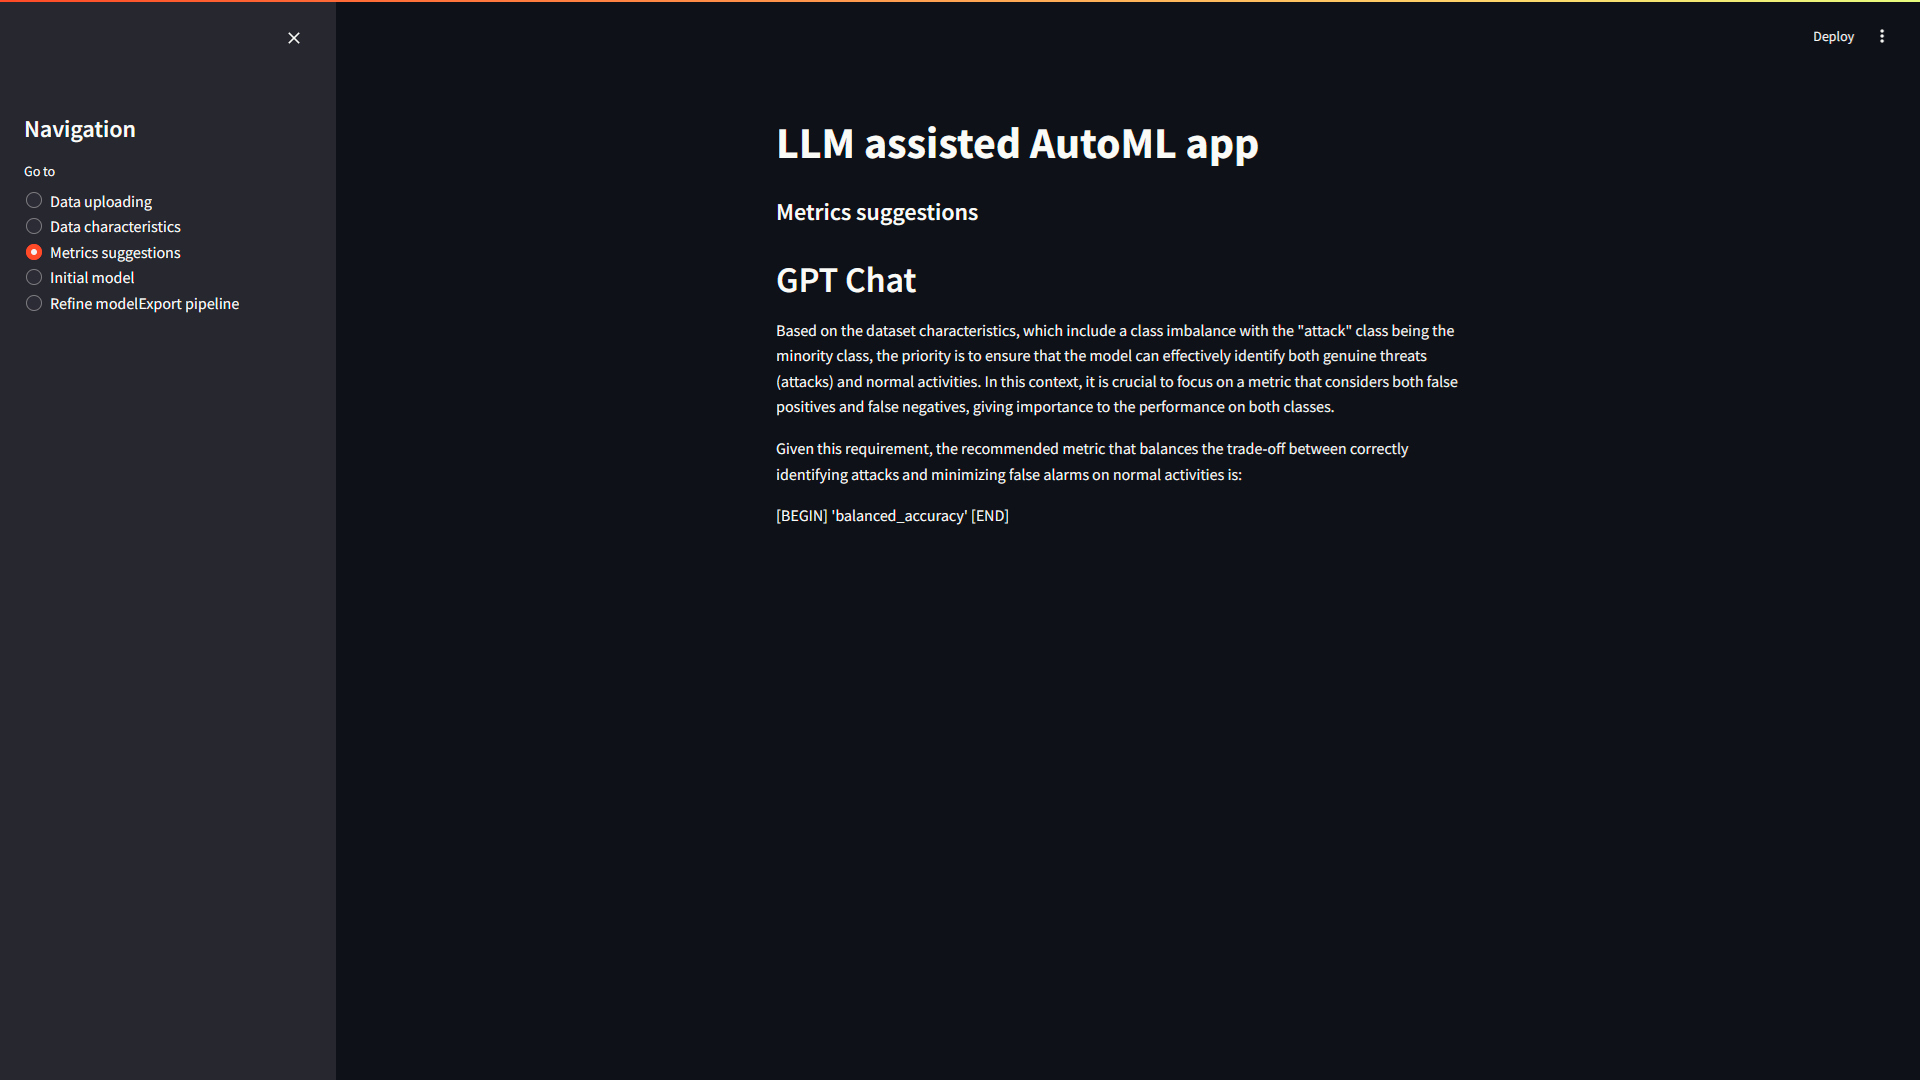 Deploy
Navigation
Go to
Data uploading
Data characteristics
Metrics suggestions
Initial model
Refine modelExport pipeline
LLM assisted AutoML app
Metrics suggestions
GPT Chat
Based on the dataset characteristics, which include a class imbalance with the "attack" class being the
minority class, the priority is to ensure that the model can effectively identify both genuine threats
(attacks) and normal activities. In this context, it is crucial to focus on a metric that considers both false
positives and false negatives, giving importance to the performance on both classes.
Given this requirement, the recommended metric that balances the trade-off between correctly
identifying attacks and minimizing false alarms on normal activities is:
[BEGIN] 'balanced_accuracy' [END]